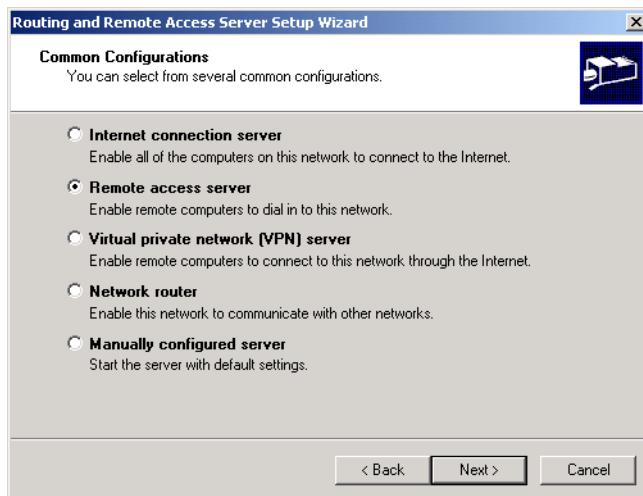 Routing and Remote Access Server Setup Wizard
Common Configurations
You can select from several common configurations.
Internet connection server
Enable all of the computers on this network to connect to the Internet.
Remote access server
Enable remote computers to dial in to this network.
Virtual private network (VPN) server
Enable remote computers to connect to this network through the Internet.
Network router
Enable this network to communicate with other networks.
Manually configured server
Start the server with default settings.
< Back Next > Cancel